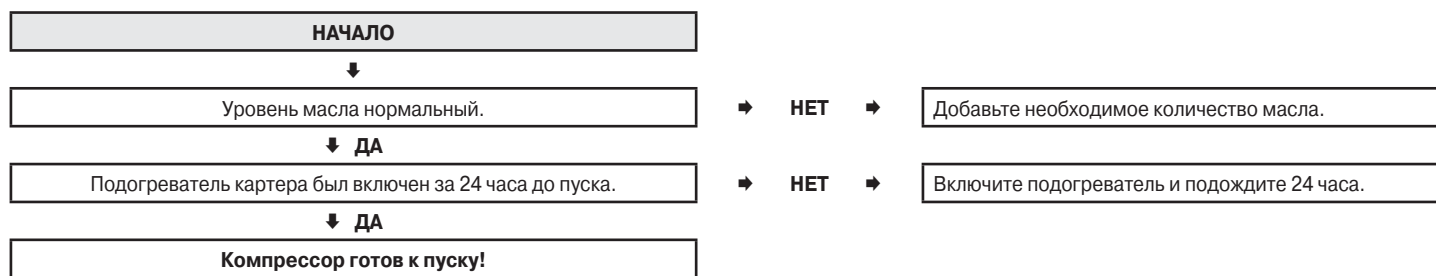 НАЧАЛО
Уровень масла нормальный. НЕТ Добавьте необходимое количество масла.
ДА
Подогреватель картера был включен за 24 часа до пуска. НЕТ Включите подогреватель и подождите 24 часа.
ДА
Компрессор готов к пуску!